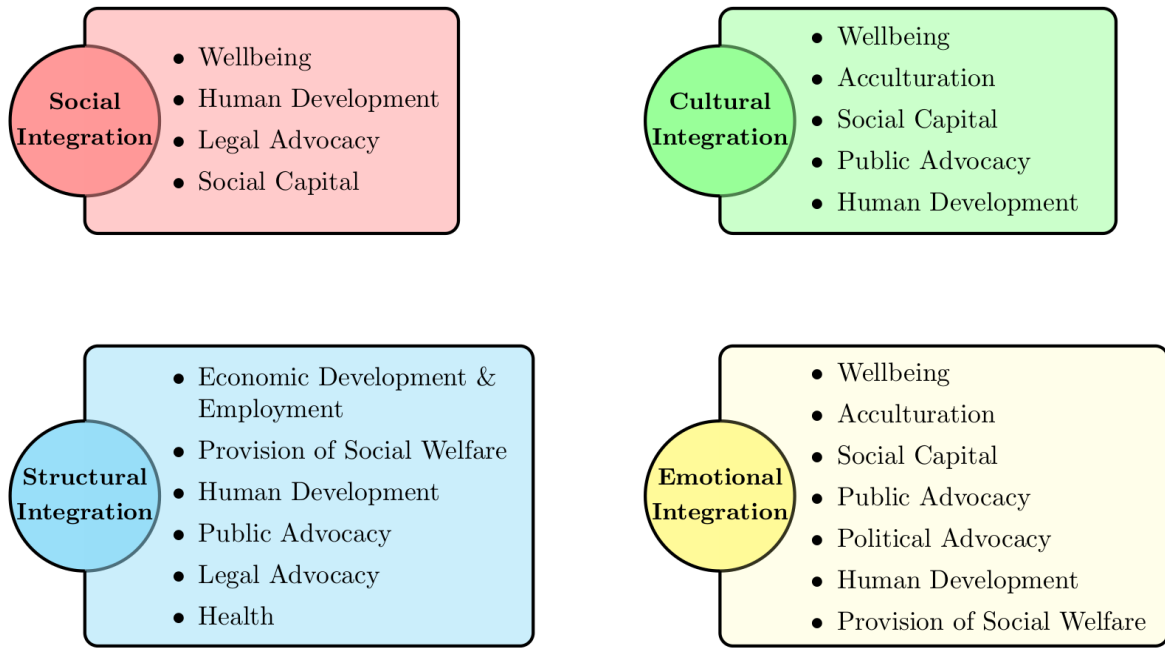 Social
Integration
• Wellbeing
• Human Development
• Legal Advocacy
• Social Capital
Cultural
Integration
• Wellbeing
• Acculturation
• Social Capital
• Public Advocacy
• Human Development
Structural
Integration
• Economic Development &
Employment
• Provision of Social Welfare
• Human Development
• Public Advocacy
• Legal Advocacy
• Health
Emotional
Integration
• Wellbeing
• Acculturation
• Social Capital
• Public Advocacy
• Political Advocacy
• Human Development
• Provision of Social Welfare